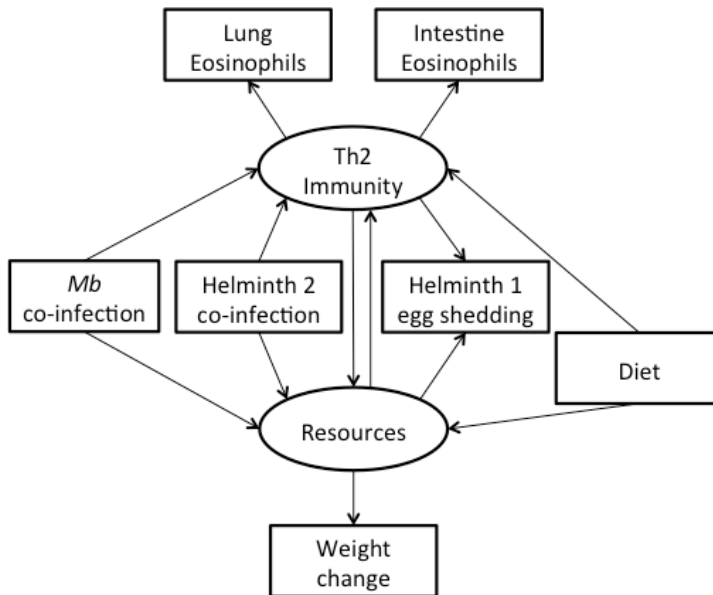 Lung
Eosinophils
Intestine
Eosinophils
Th2
Immunity
Mb
co-infection
Helminth 2
co-infection
Helminth 1
egg shedding
Diet
Resources
Weight
change